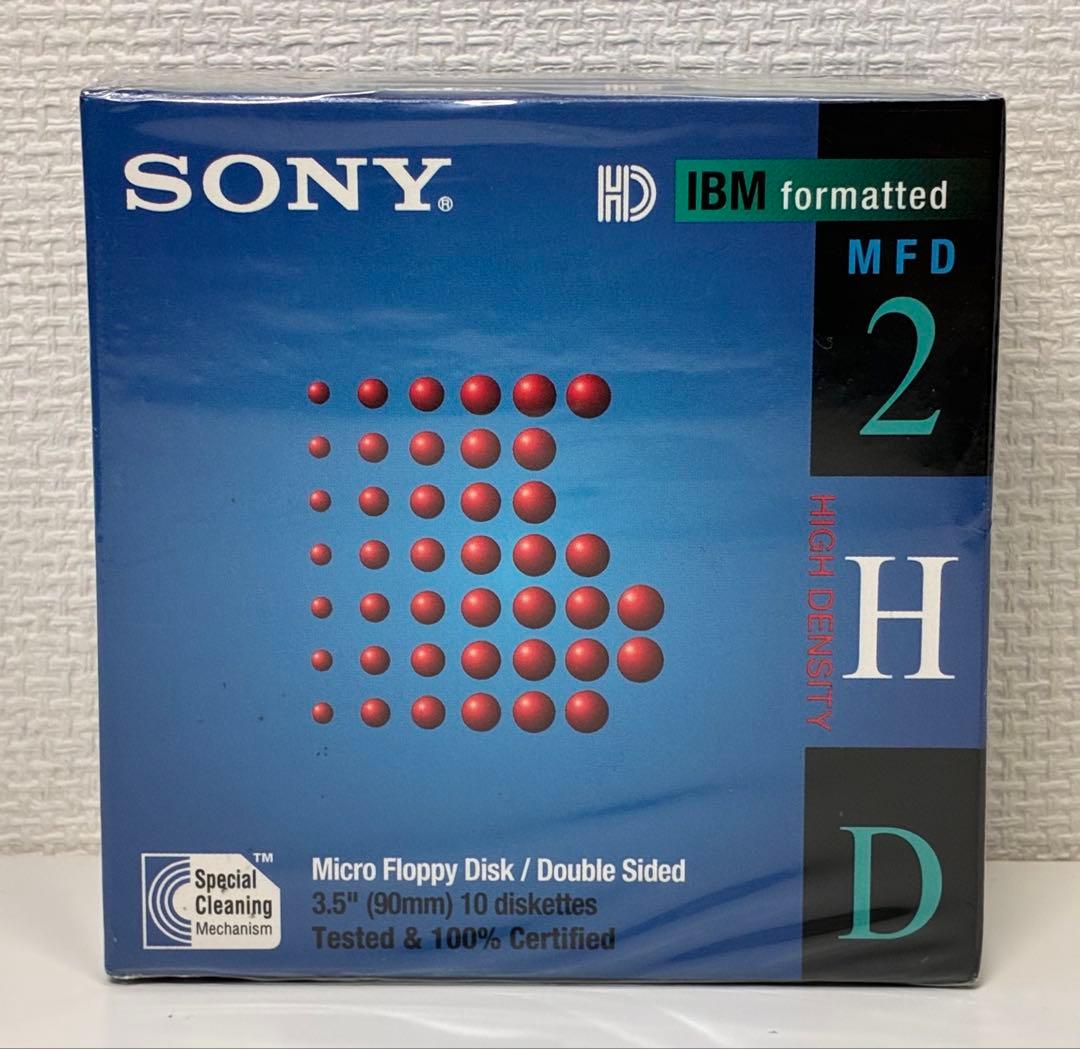 SONY®
HD IBM formatted
MFD
2
HIGH DENSITY
H
D
Special
Cleaning
Mechanism
TM
Micro Floppy Disk / Double Sided
3.5" (90mm) 10 diskettes
Tested & 100% Certified